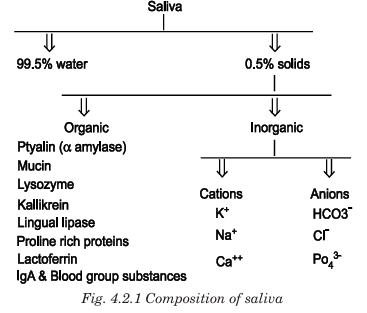 Saliva
99.5% water 0.5% solids
Organic Inorganic
Ptyalin (α amylase)
Mucin
Lysozyme
Kallikrein
Lingual lipase
Proline rich proteins
Lactoferrin
IgA & Blood group substances
Cations Anions
K⁺ HCO3⁻
Na⁺ Cl⁻
Ca⁺⁺ Po₄³⁻
Fig. 4.2.1 Composition of saliva